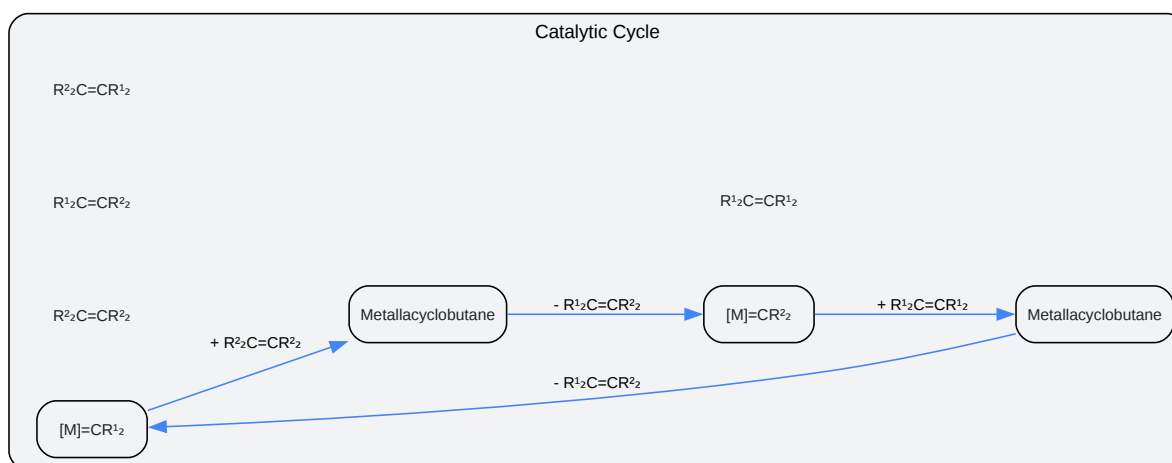 Catalytic Cycle
R²₂C=CR¹₂
R¹₂C=CR²₂
R¹₂C=CR¹₂
R²₂C=CR²₂
Metallacyclobutane
- R¹₂C=CR²₂
[M]=CR²₂
+ R¹₂C=CR¹₂
Metallacyclobutane
+ R²₂C=CR²₂
- R¹₂C=CR²₂
[M]=CR¹₂